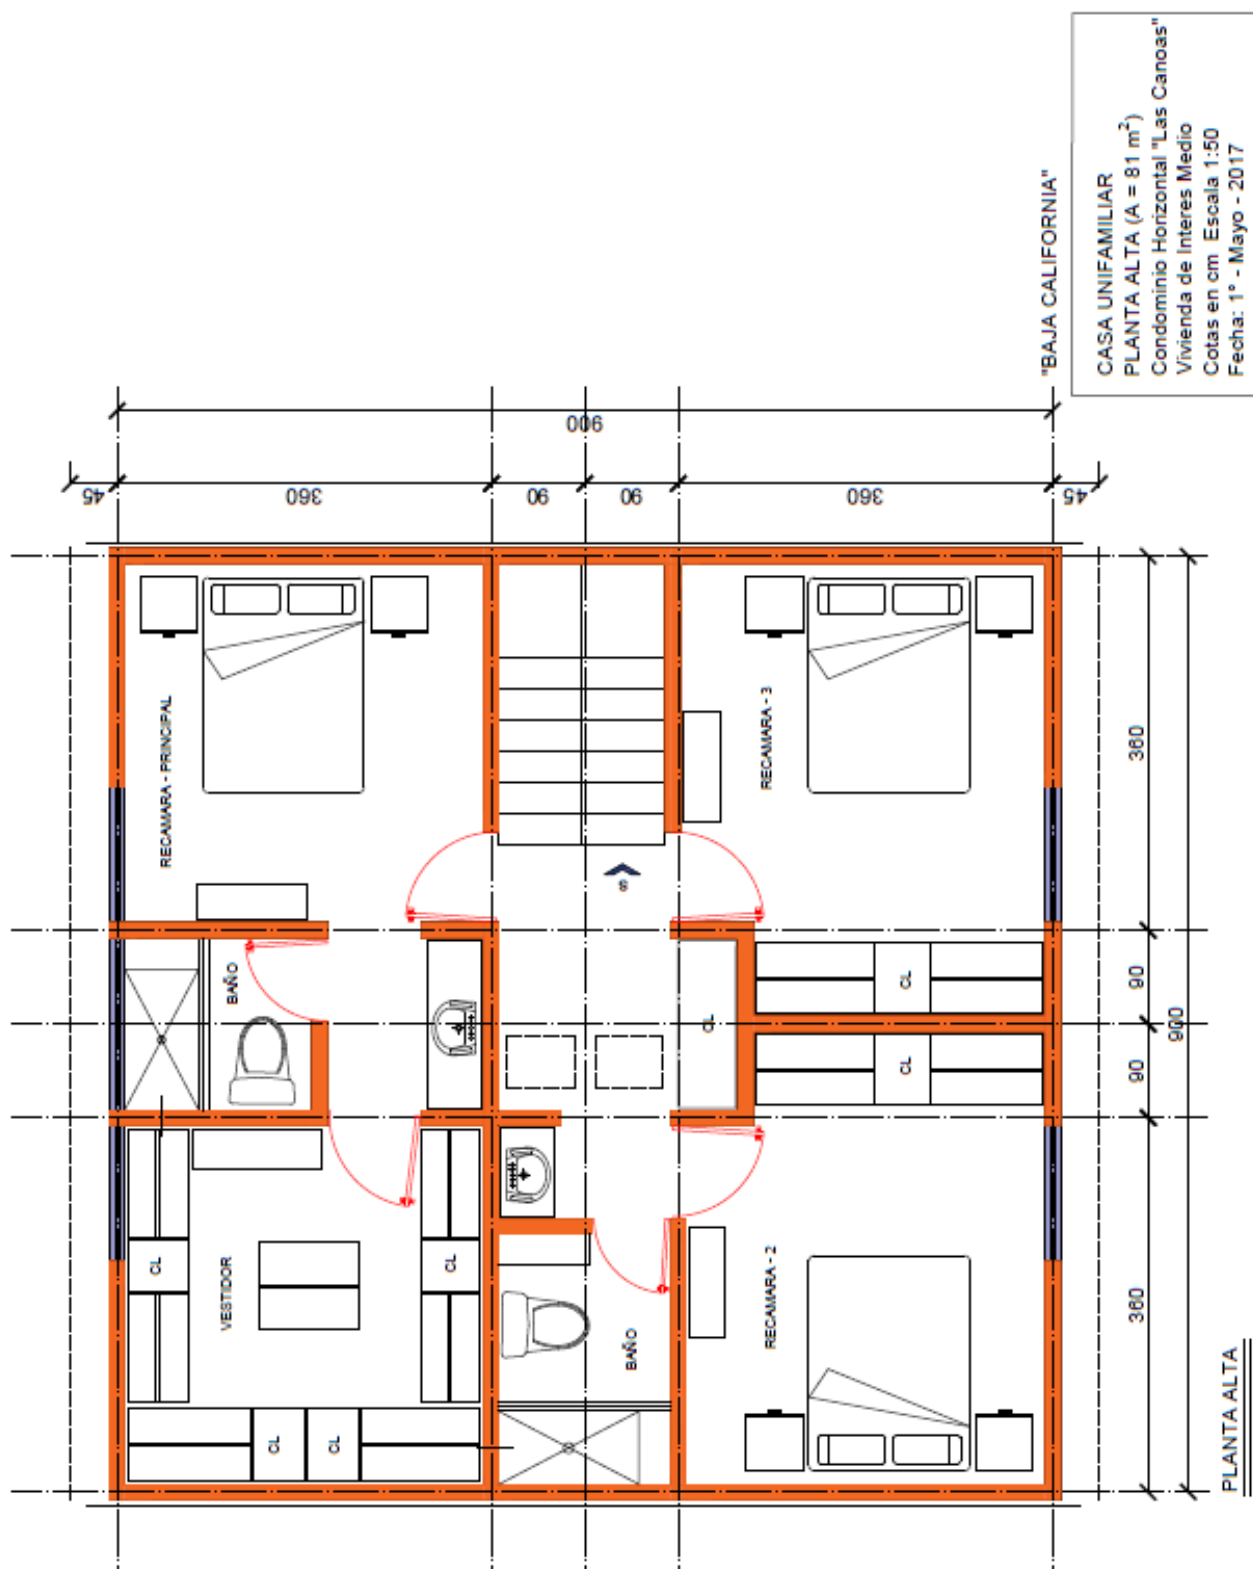 "BAJA CALIFORNIA"
CASA UNIFAMILIAR
PLANTA ALTA (A = 81 m²)
Condominio Horizontal "Las Canoas"
Vivienda de Interes Medio
Cotas en cm Escala 1:50
Fecha: 1° - Mayo - 2017
900
45
360
90
90
360
45
RECAMARA - PRINCIPAL
RECAMARA - 3
S
BAÑO
CL
CL
CL
VESTIDOR
CL
CL
CL
CL
BAÑO
RECAMARA - 2
360
90
90
360
900
PLANTA ALTA